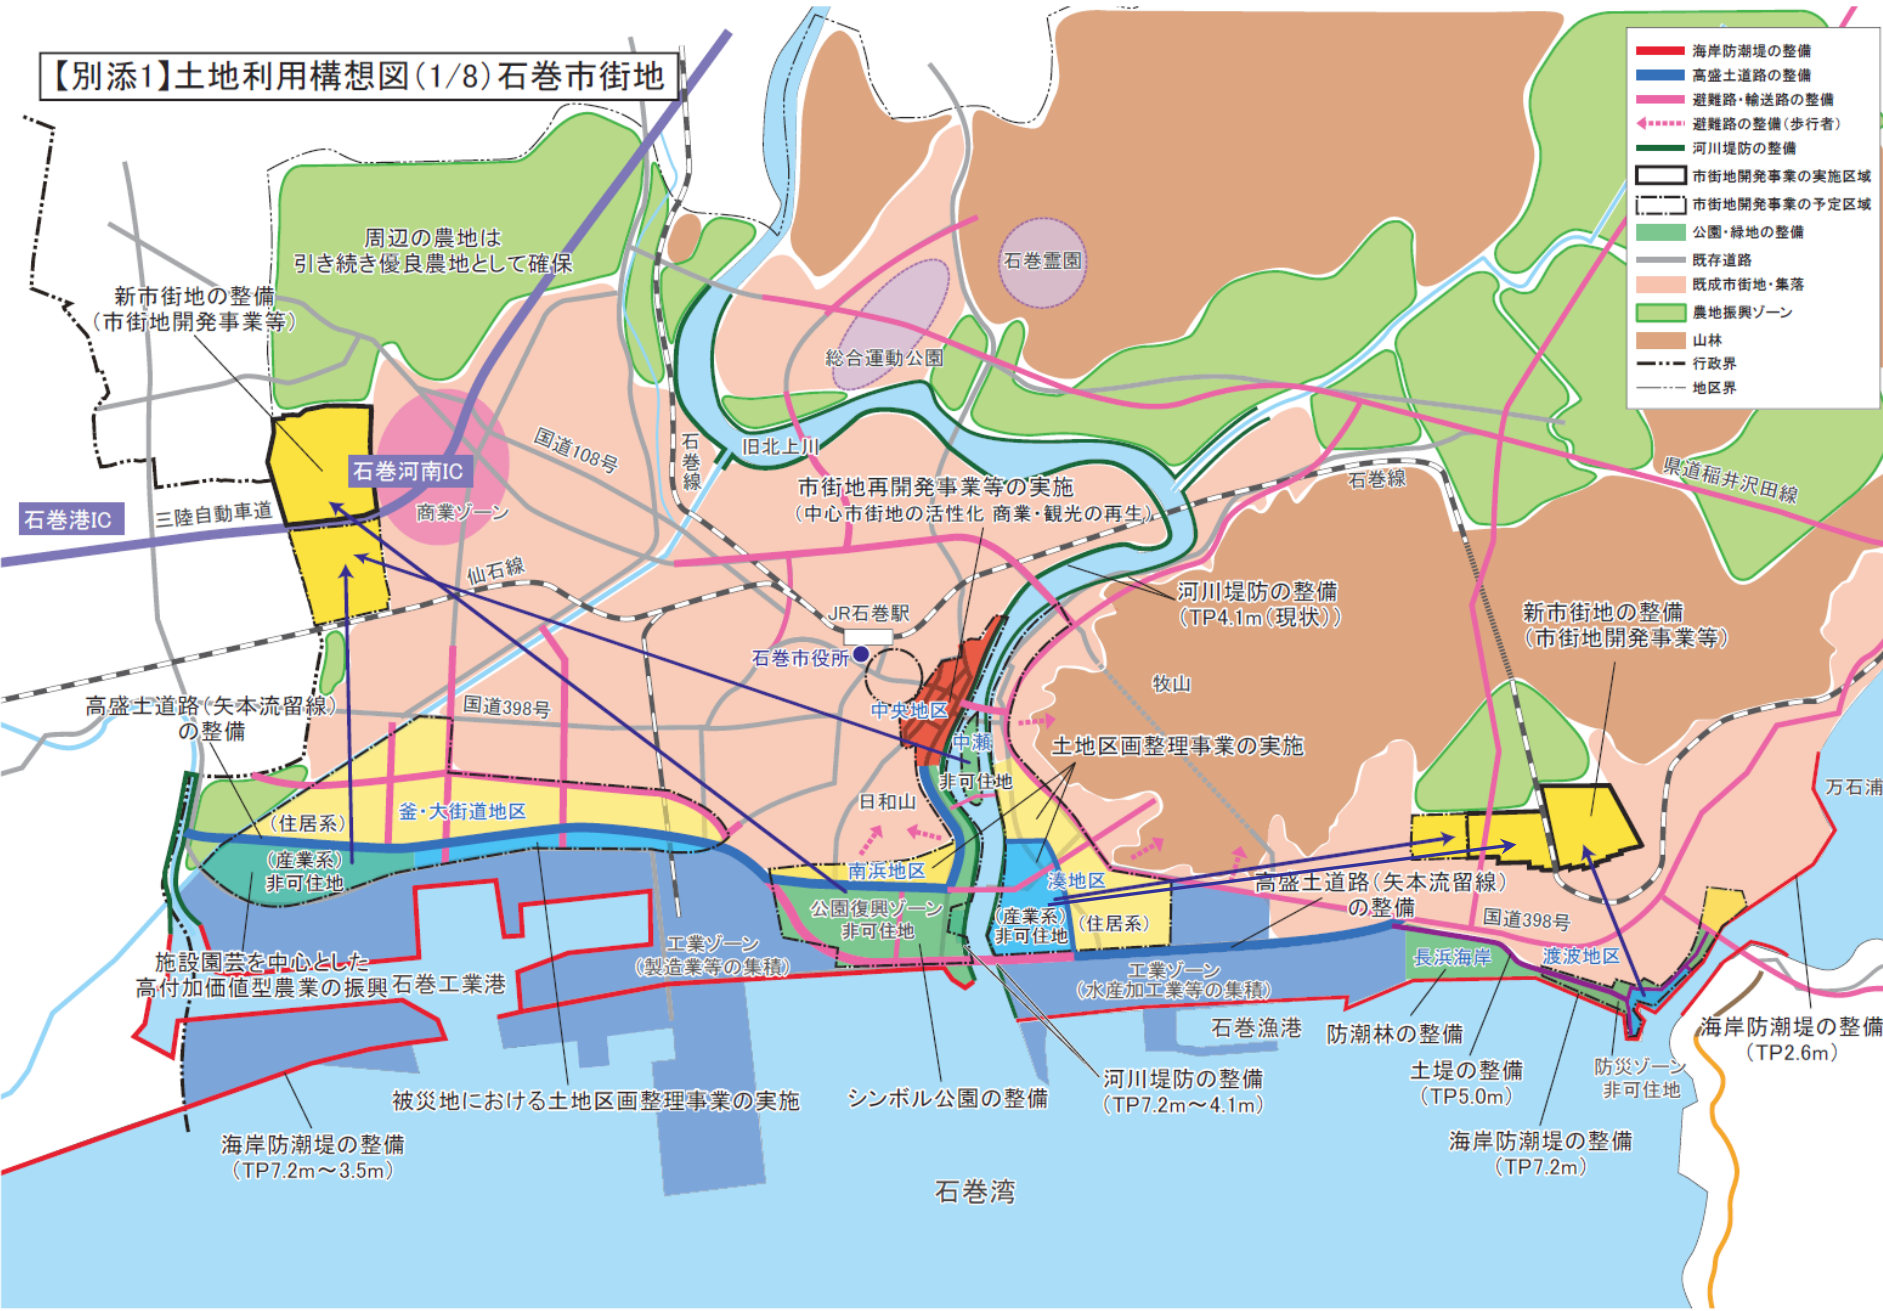 【別添1】土地利用構想図(1/8)石巻市街地
海岸防潮堤の整備
高盛土道路の整備
避難路・輸送路の整備
避難路の整備(歩行者)
河川堤防の整備
市街地開発事業の実施区域
市街地開発事業の予定区域
公園・緑地の整備
既存道路
既成市街地・集落
農地振興ゾーン
山林
行政界
地区界
周辺の農地は
引き続き優良農地として確保
新市街地の整備
(市街地開発事業等)
石巻霊園
総合運動公園
国道108号
石巻線
旧北上川
石巻河南IC
商業ゾーン
石巻港IC
三陸自動車道
市街地再開発事業等の実施
(中心市街地の活性化 商業・観光の再生)
石巻線
県道稲井沢田線
仙石線
河川堤防の整備
(TP4.1m(現状))
JR石巻駅
石巻市役所
新市街地の整備
(市街地開発事業等)
牧山
高盛土道路(矢本流留線)
の整備
国道398号
中央地区
中瀬
非可住地
土地区画整理事業の実施
万石浦
日和山
釜・大街道地区
(住居系)
(産業系)
非可住地
南浜地区
湊地区
公園復興ゾーン
非可住地
(産業系)
非可住地
(住居系)
高盛土道路(矢本流留線)
の整備
国道398号
工業ゾーン
(製造業等の集積)
工業ゾーン
(水産加工業等の集積)
長浜海岸
渡波地区
施設園芸を中心とした
高付加価値型農業の振興
石巻工業港
石巻漁港
防潮林の整備
海岸防潮堤の整備
(TP2.6m)
土堤の整備
(TP5.0m)
防災ゾーン
非可住地
被災地における土地区画整理事業の実施
シンボル公園の整備
河川堤防の整備
(TP7.2m～4.1m)
海岸防潮堤の整備
(TP7.2m～3.5m)
海岸防潮堤の整備
(TP7.2m)
石巻湾